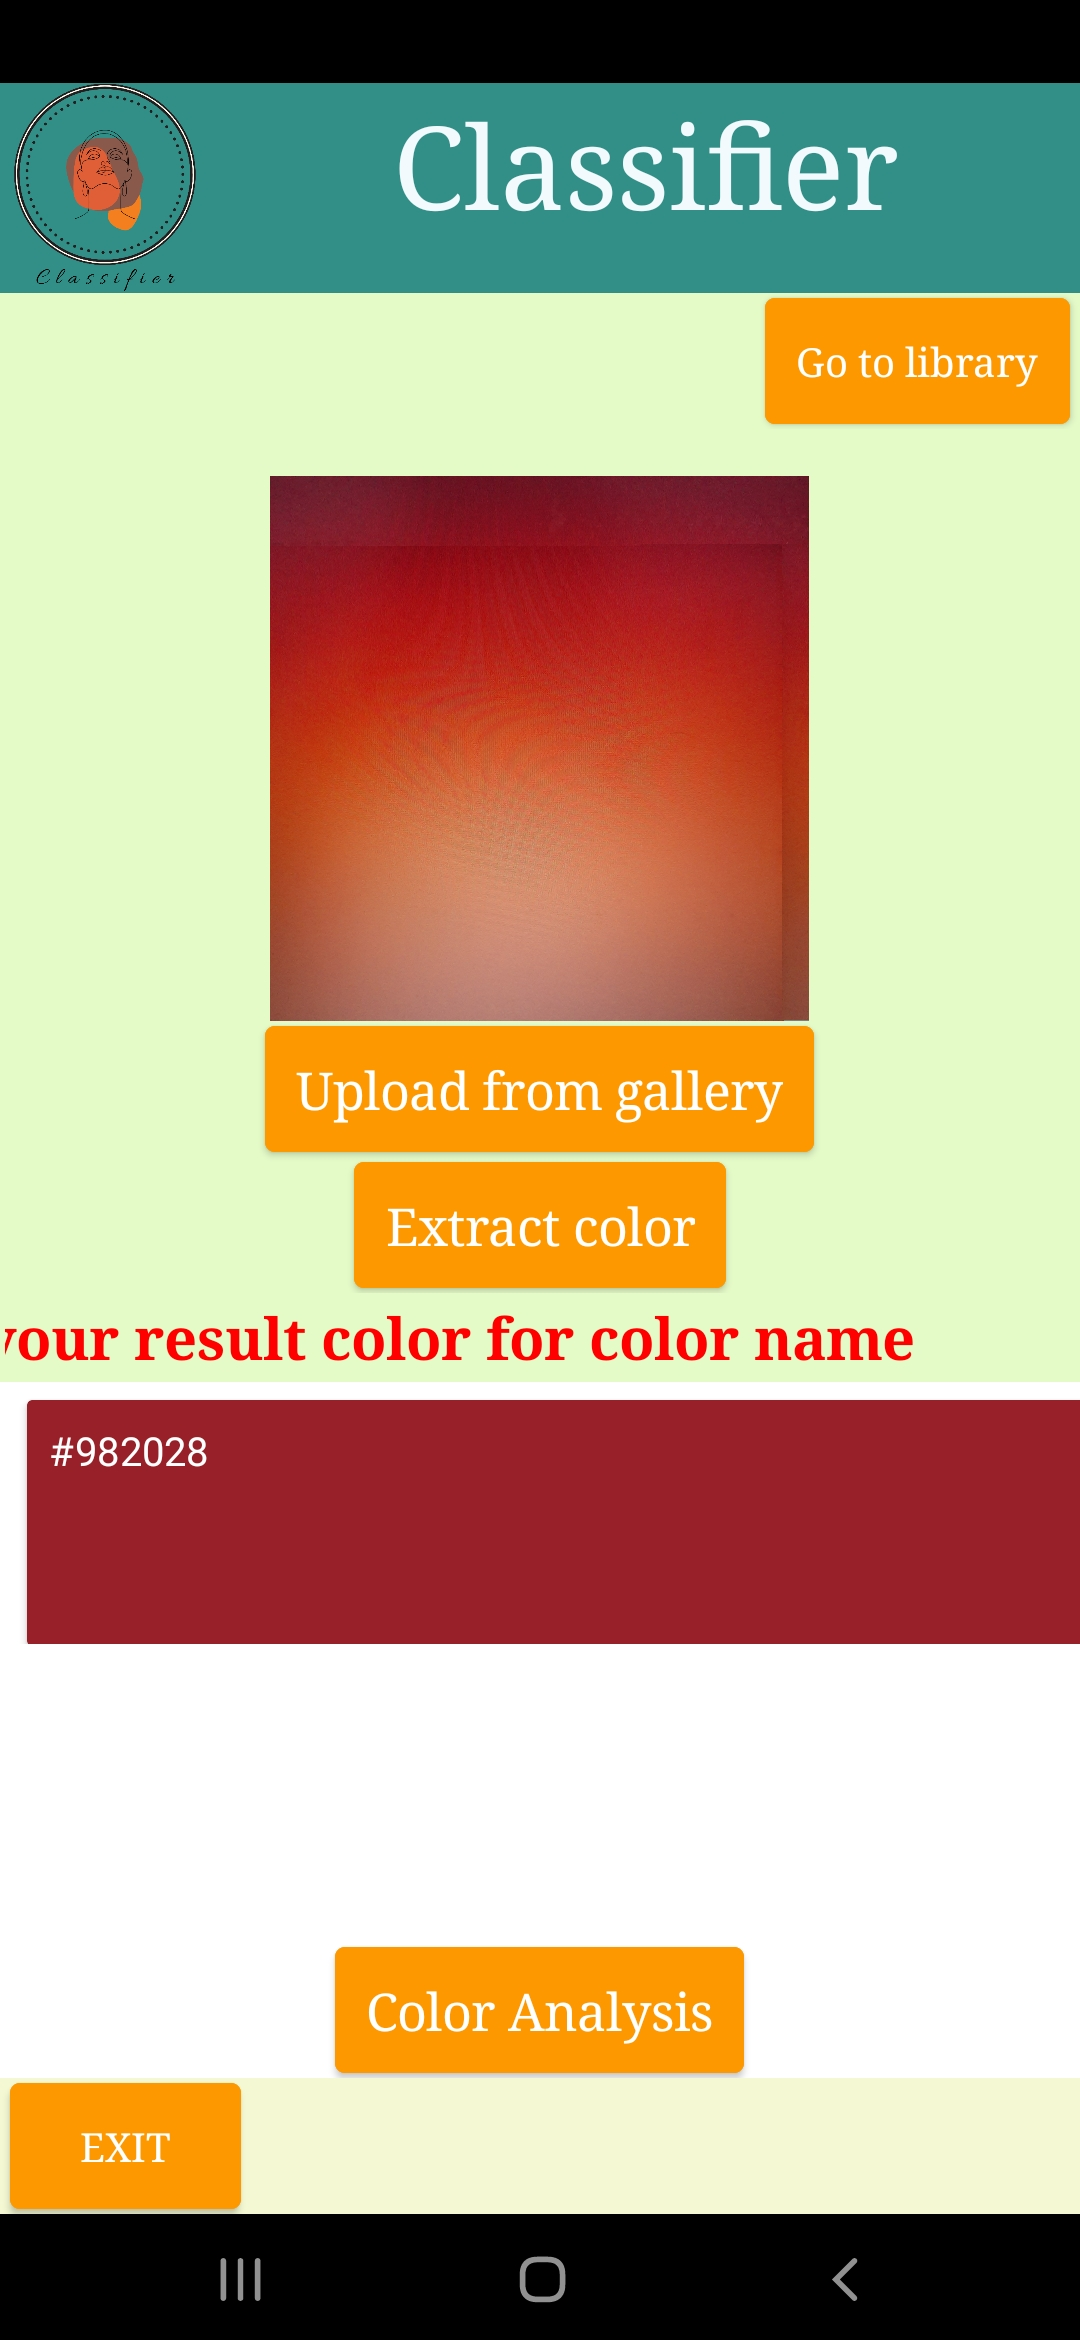 Classifier
Classifier
Go to library
Upload from gallery
Extract color
your result color for color name
#982028
Color Analysis
EXIT